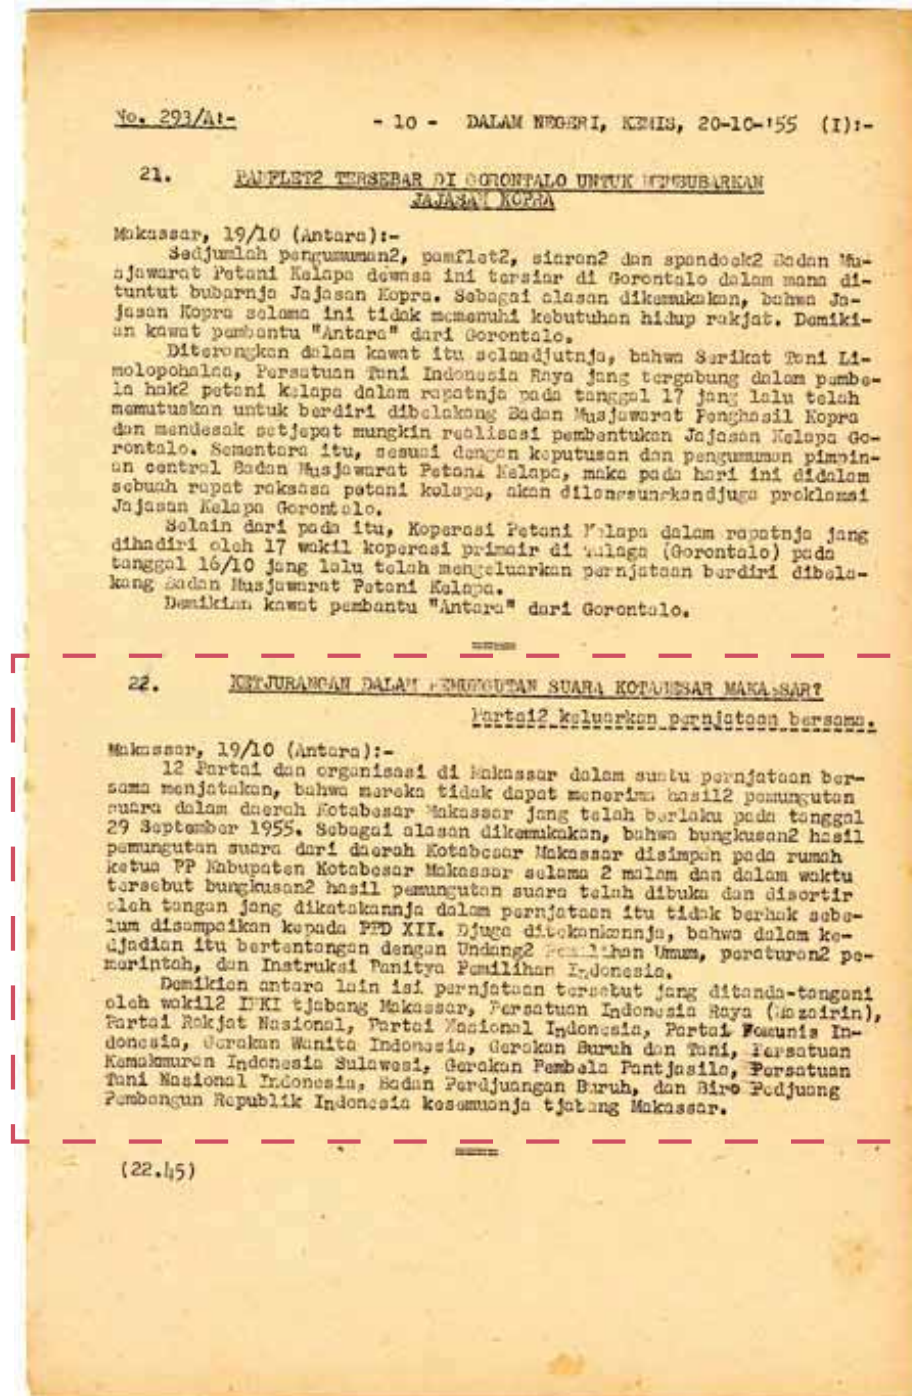 No. 293/A:-
- 10 - DALAM NEGERI, KEMIS, 20-10-'55 (I):-
21. PAMFLET2 TERSEBAR DI GORONTALO UNTUK MEMBUBARKAN
JAJASAN KOPRA
Makassar, 19/10 (Antara):-
Sedjumlah pengumuman2, pamflet2, siaran2 dan spandoek2 Badan Mu-
sjawarat Petani Kelapa dewasa ini tersiar di Gorontalo dalam mana di-
tuntut bubarnja Jajasan Kopra. Sebagai alasan dikemukakan, bahwa Ja-
jasan Kopra selama ini tidak memenuhi kebutuhan hidup rakjat. Demiki-
an kawat pembantu "Antara" dari Gorontalo.
Diterangkan dalam kawat itu selandjutnja, bahwa Serikat Tani Li-
molopohalaa, Persatuan Tani Indonesia Raya jang tergabung dalam pembe-
la hak2 petani kelapa dalam rapatnja pada tanggal 17 jang lalu telah
memutuskan untuk berdiri dibelakang Badan Musjawarat Penghasil Kopra
dan mendesak setjepat mungkin realisasi pembentukan Jajasan Kelapa Go-
rontalo. Sementara itu, sesuai dengan keputusan dan pengumuman pimpin-
an central Badan Musjawarat Petani Kelapa, maka pada hari ini didalam
sebuah rapat raksasa petani kelapa, akan dilangsungkandjuga proklamsi
Jajasan Kelapa Gorontalo.
Selain dari pada itu, Koperasi Petani Kelapa dalam rapatnja jang
dihadiri oleh 17 wakil koperasi primair di (Gorontalo) pada
tanggal 16/10 jang lalu telah mengeluarkan pernjataan berdiri dibela-
kang Badan Musjawarat Petani Kelapa.
Demikian kawat pembantu "Antara" dari Gorontalo.
22. KETJURANGAN DALAM PEMUNGUTAN SUARA KOTABESAR MAKASSAR?
Partai2 keluarkan pernjataan bersama.
Makassar, 19/10 (Antara):-
12 Partai dan organisasi di Makassar dalam suatu pernjataan ber-
sama menjatakan, bahwa mereka tidak dapat menerima hasil2 pemungutan
suara dalam daerah Kotabesar Makassar jang telah berlaku pada tanggal
29 September 1955. Sebagai alasan dikemukakan, bahwa bungkusan2 hasil
pemungutan suara dari daerah Kotabesar Makassar disimpan pada rumah
ketua PP Kabupaten Kotabesar Makassar selama 2 malam dan dalam waktu
tersebut bungkusan2 hasil pemungutan suara telah dibuka dan disortir
oleh tangan jang dikatakannja dalam pernjataan itu tidak berhak sebe-
lum disampaikan kepada PPD XII. Djuga ditekankannja, bahwa dalam ke-
djadian itu bertentangan dengan Undang2 Pemilihan Umum, peraturan2 pe-
merintah, dan Instruksi Panitya Pemilihan Indonesia.
Demikian antara lain isi pernjataan tersebut jang ditanda-tangani
oleh wakil2 IPKI tjabang Makassar, Persatuan Indonesia Raya (Hazairin),
Partai Rakjat Nasional, Partai Nasional Indonesia, Partai Komunis In-
donesia, Gerakan Wanita Indonesia, Gerakan Buruh dan Tani, Persatuan
Kemakmuran Indonesia Sulawesi, Gerakan Pembela Pantjasila, Persatuan
Tani Nasional Indonesia, Badan Perdjuangan Buruh, dan Biro Pedjuang
Pembangun Republik Indonesia kesemuanja tjabang Makassar.
(22.45)